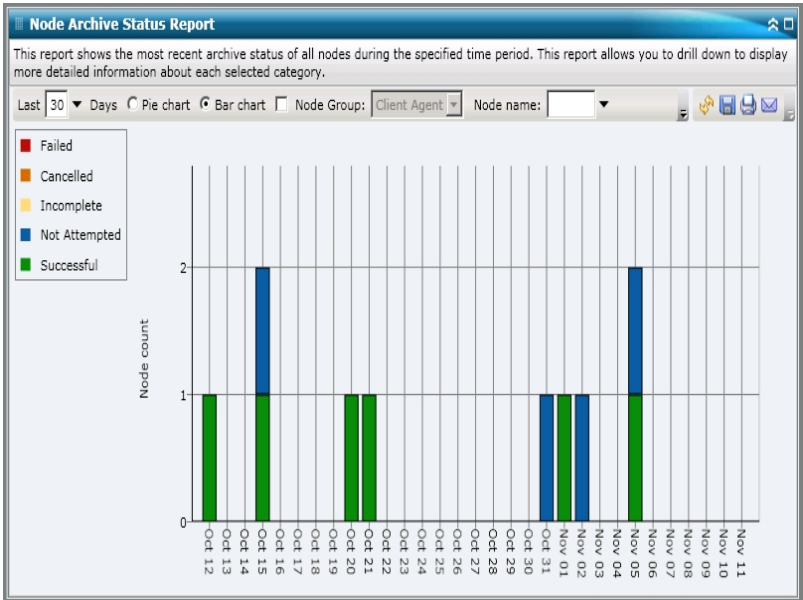 Node Archive Status Report
This report shows the most recent archive status of all nodes during the specified time period. This report allows you to drill down to display
more detailed information about each selected category.
Last 30 Days Pie chart Bar chart Node Group: Client Agent Node name:
Failed
Cancelled
Incomplete
Not Attempted
Successful
Node count
2
1
0
Oct 12
Oct 13
Oct 14
Oct 15
Oct 16
Oct 17
Oct 18
Oct 19
Oct 20
Oct 21
Oct 22
Oct 23
Oct 24
Oct 25
Oct 26
Oct 27
Oct 28
Oct 29
Oct 30
Oct 31
Nov 01
Nov 02
Nov 03
Nov 04
Nov 05
Nov 06
Nov 07
Nov 08
Nov 09
Nov 10
Nov 11